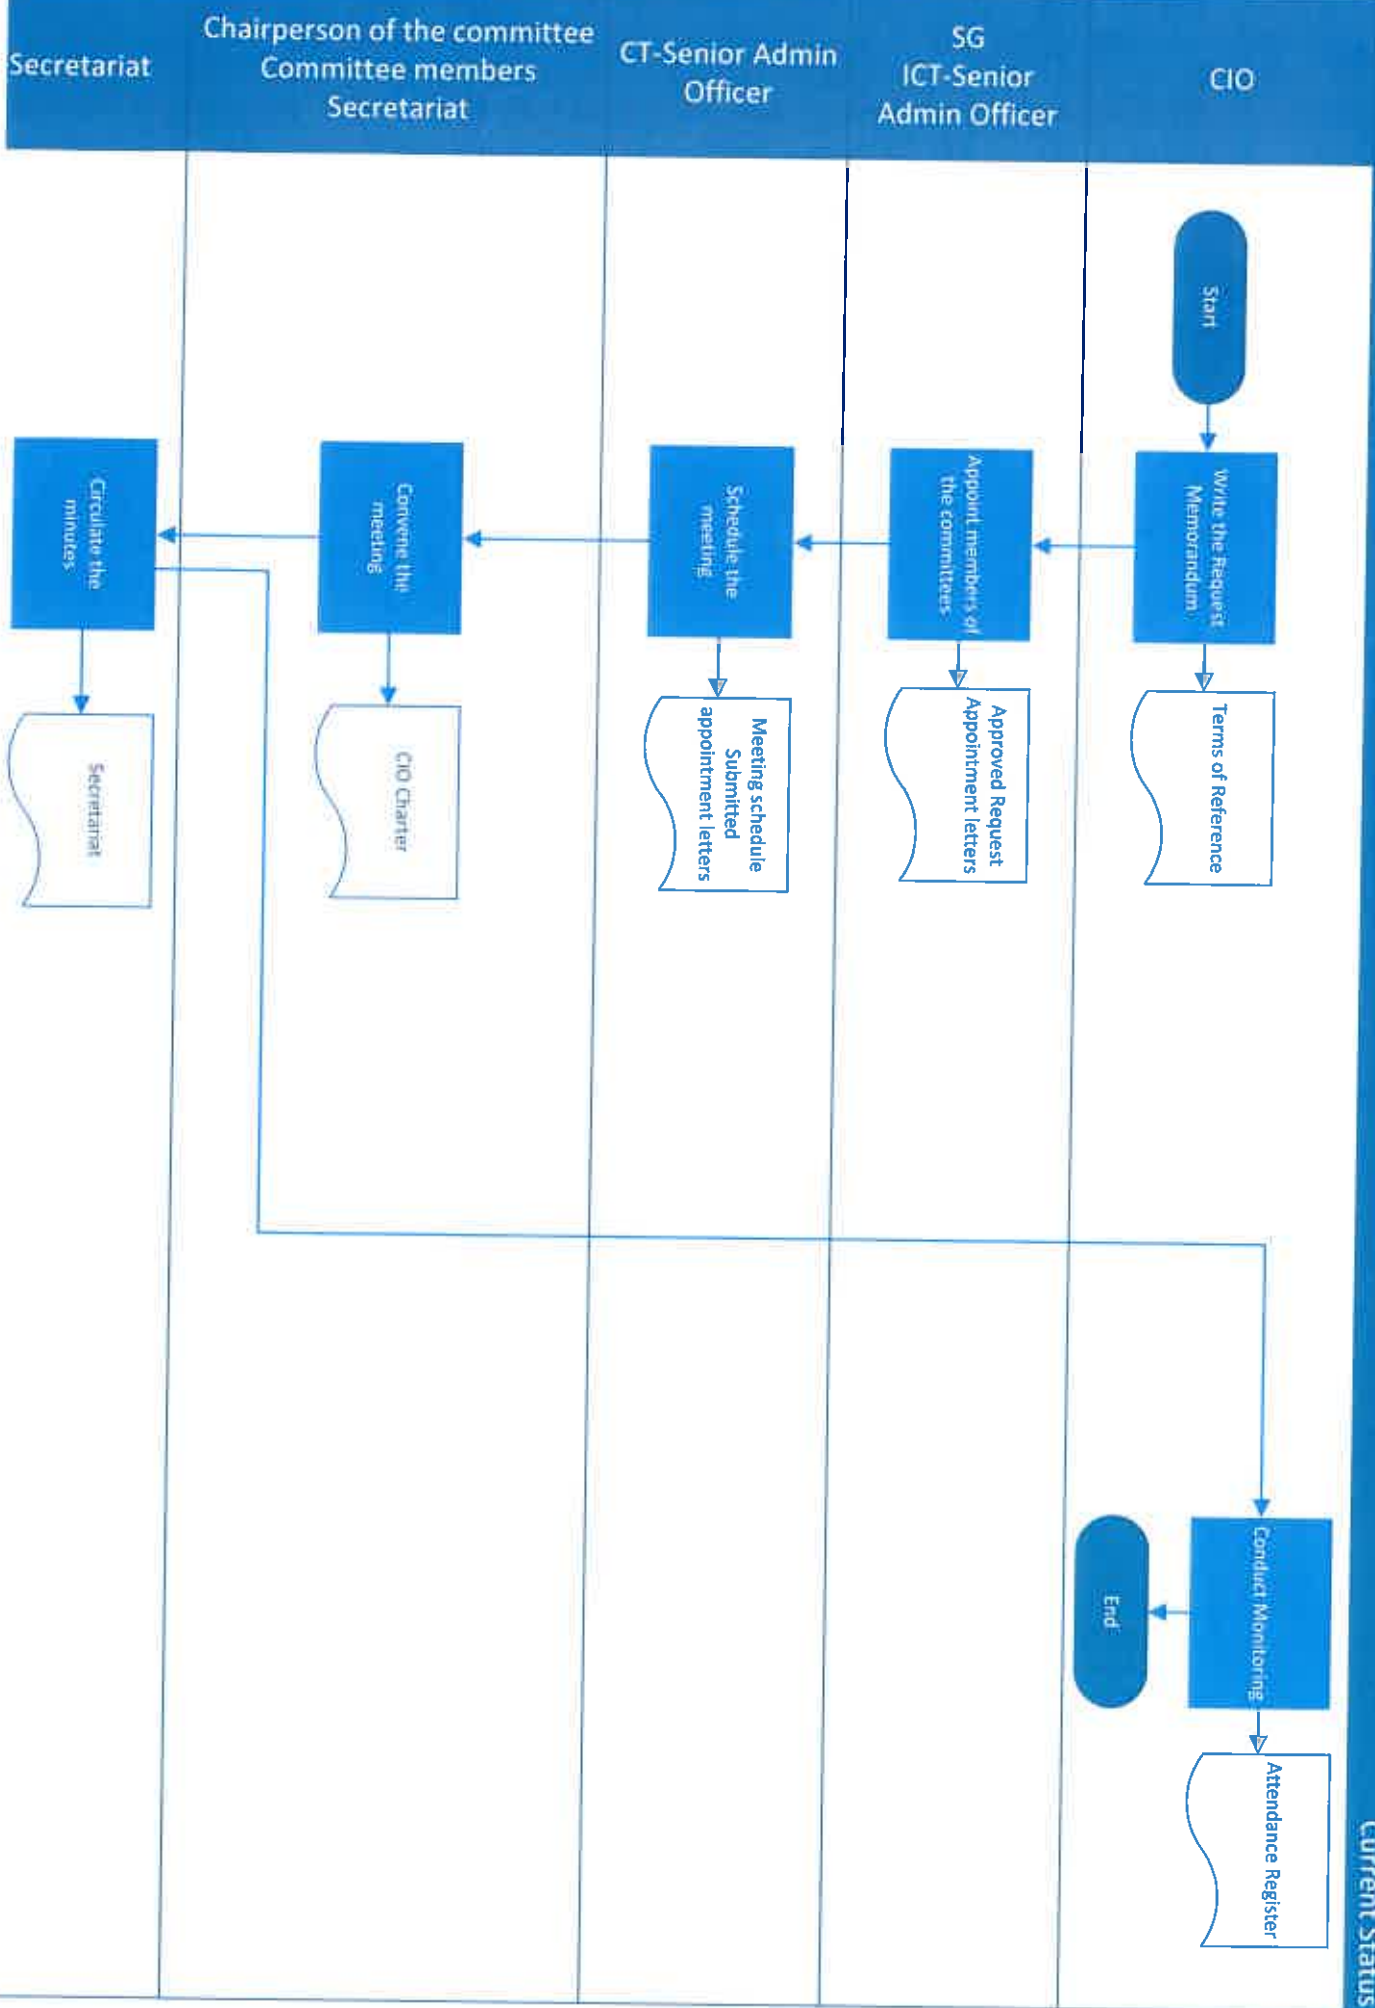 Current Status
CIO
Start
Write the Request
Memorandum
Terms of Reference
Conduct Monitoring
Attendance Register
End
SG
ICT-Senior
Admin Officer
Appoint members of
the committees
Approved Request
Appointment letters
CT-Senior Admin
Officer
Schedule the
meeting
Meeting schedule
Submitted
appointment letters
Chairperson of the committee
Committee members
Secretariat
Convene the
meeting
CIO Charter
Secretariat
Circulate the
minutes
Secretariat